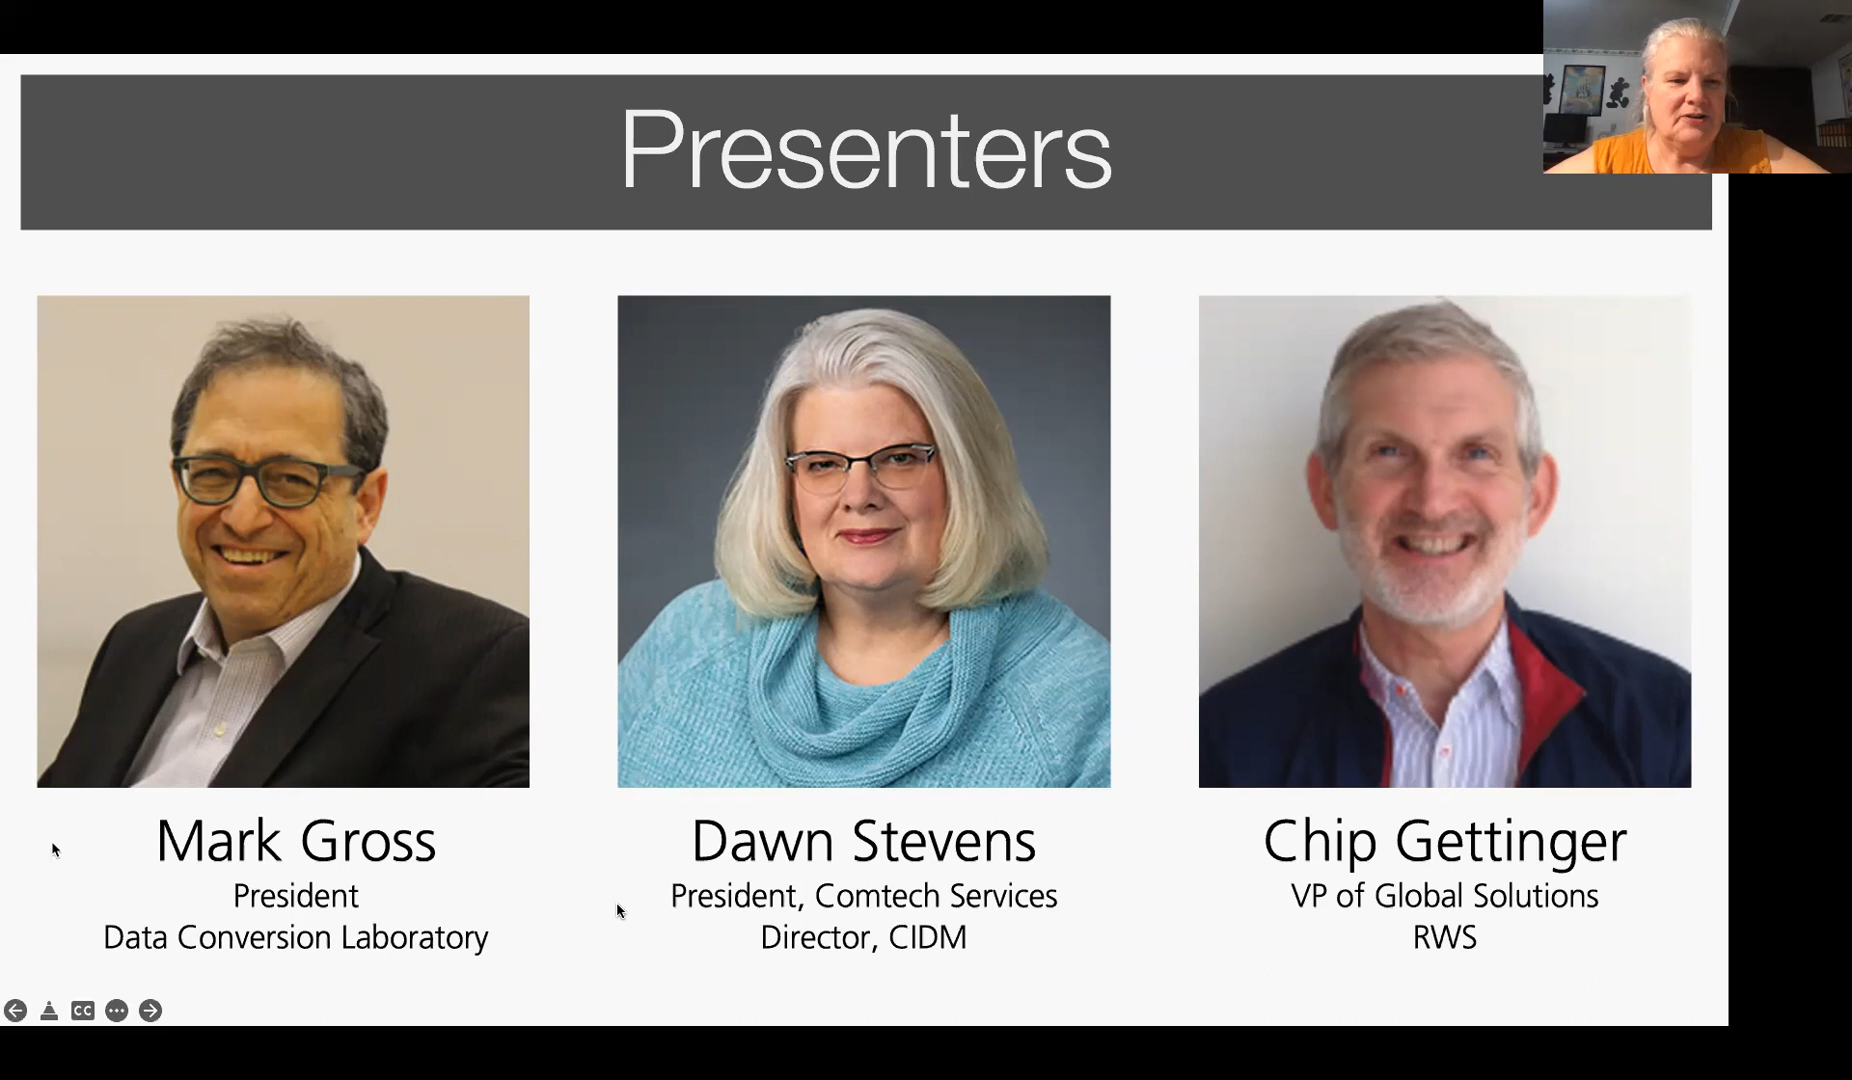 Presenters
Mark Gross
President
Data Conversion Laboratory
Dawn Stevens
President, Comtech Services
Director, CIDM
Chip Gettinger
VP of Global Solutions
RWS
CC